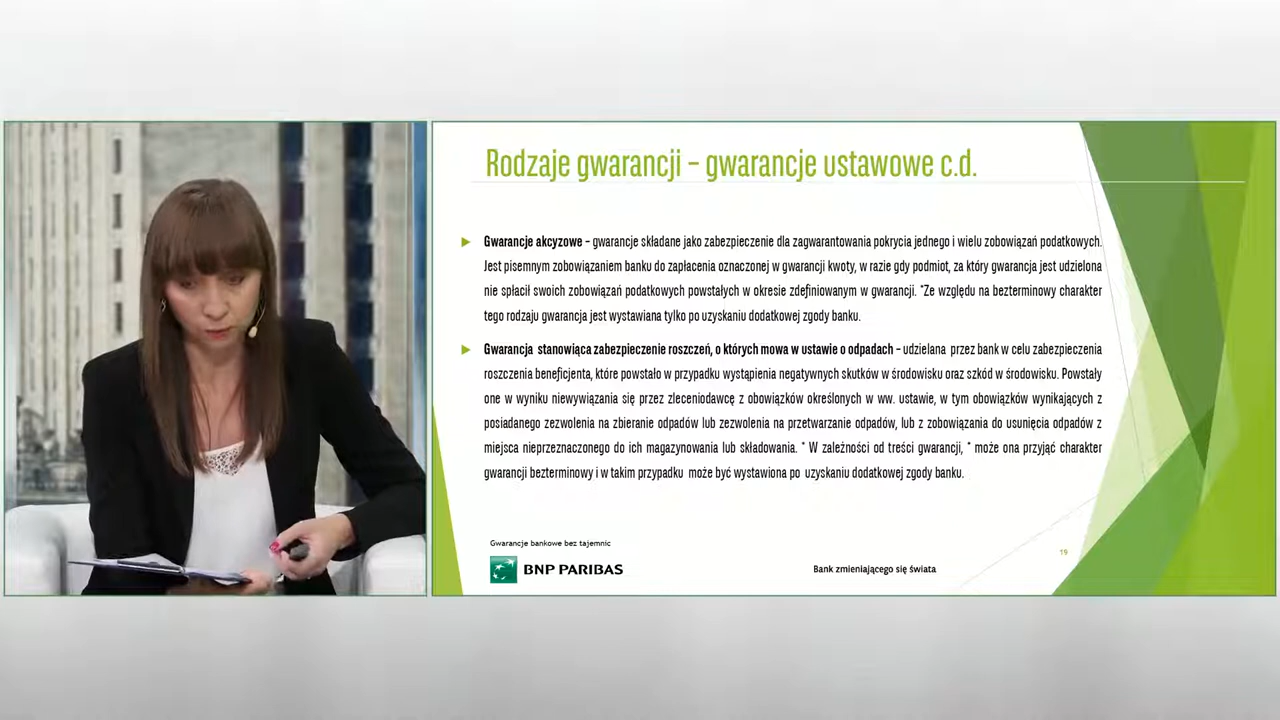 Rodzaje gwarancji – gwarancje ustawowe c.d.
Gwarancje akcyzowe – gwarancje składane jako zabezpieczenie dla zagwarantowania pokrycia jednego i wielu zobowiązań podatkowych.
Jest pisemnym zobowiązaniem banku do zapłacenia oznaczonej w gwarancji kwoty, w razie gdy podmiot, za który gwarancja jest udzielona
nie spłacił swoich zobowiązań podatkowych powstałych w okresie zdefiniowanym w gwarancji. *Ze względu na bezterminowy charakter
tego rodzaju gwarancja jest wystawiana tylko po uzyskaniu dodatkowej zgody banku.
Gwarancja stanowiąca zabezpieczenie roszczeń, o których mowa w ustawie o odpadach – udzielana przez bank w celu zabezpieczenia
roszczenia beneficjenta, które powstało w przypadku wystąpienia negatywnych skutków w środowisku oraz szkód w środowisku. Powstały
one w wyniku niewywiązania się przez zleceniodawcę z obowiązków określonych w ww. ustawie, w tym obowiązków wynikających z
posiadanego zezwolenia na zbieranie odpadów lub zezwolenia na przetwarzanie odpadów, lub z zobowiązania do usunięcia odpadów z
miejsca nieprzeznaczonego do ich magazynowania lub składowania. * W zależności od treści gwarancji, * może ona przyjąć charakter
gwarancji bezterminowy i w takim przypadku może być wystawiona po uzyskaniu dodatkowej zgody banku.
Gwarancje bankowe bez tajemnic
19
BNP PARIBAS
Bank zmieniającego się świata